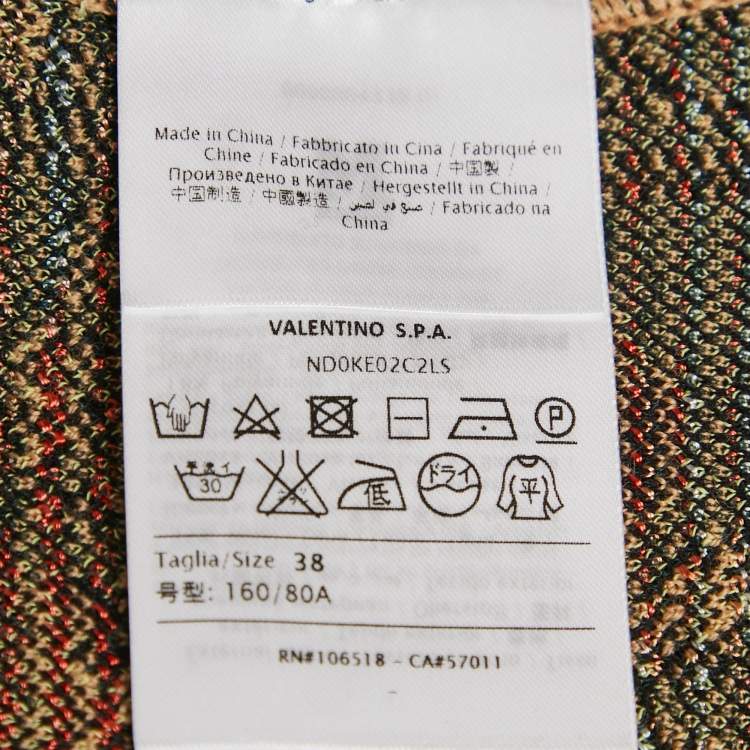 Made in China / Fabbricato in Cina / Fabriqué en
Chine / Fabricado en China / 中国製 /
Произведено в Китае / Hergestellt in China /
中国制造 / 中國製造 / صنع في لصين / Fabricado na
China
VALENTINO S.P.A.
ND0KE02C2LS
P
手洗イ
30
低
ドライ
平
Taglia/Size 38
号型: 160/80A
RN#106518 - CA#57011